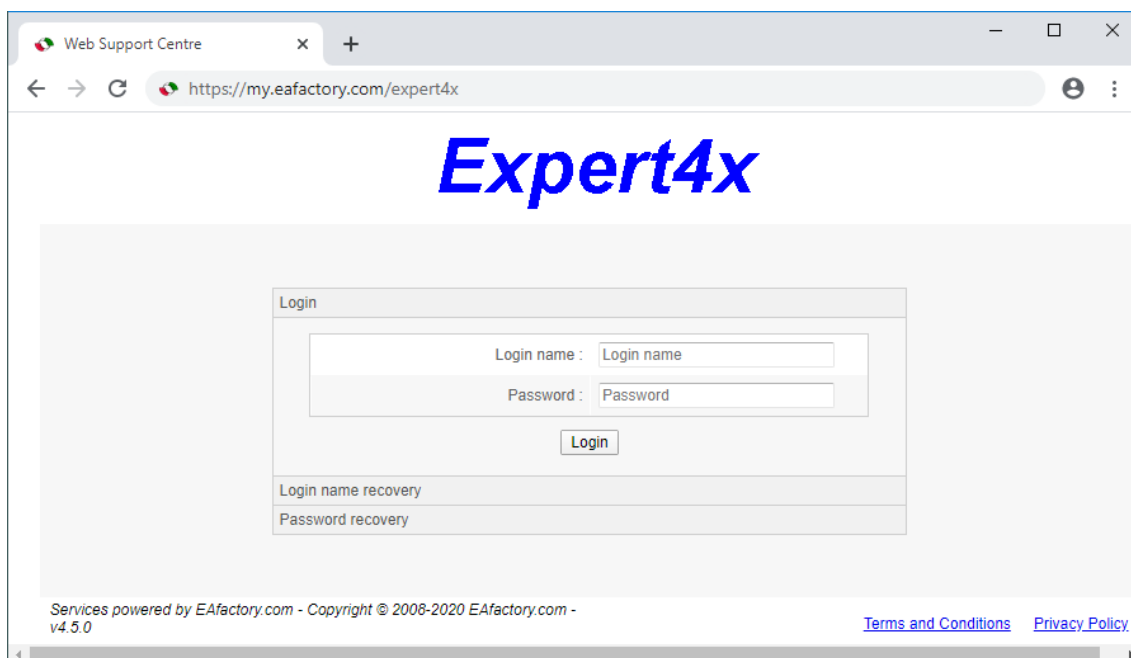 Web Support Centre
https://my.eafactory.com/expert4x
Expert4x
Login
Login name : Login name
Password : Password
Login
Login name recovery
Password recovery
Services powered by EAfactory.com - Copyright © 2008-2020 EAfactory.com -
v4.5.0
Terms and Conditions Privacy Policy